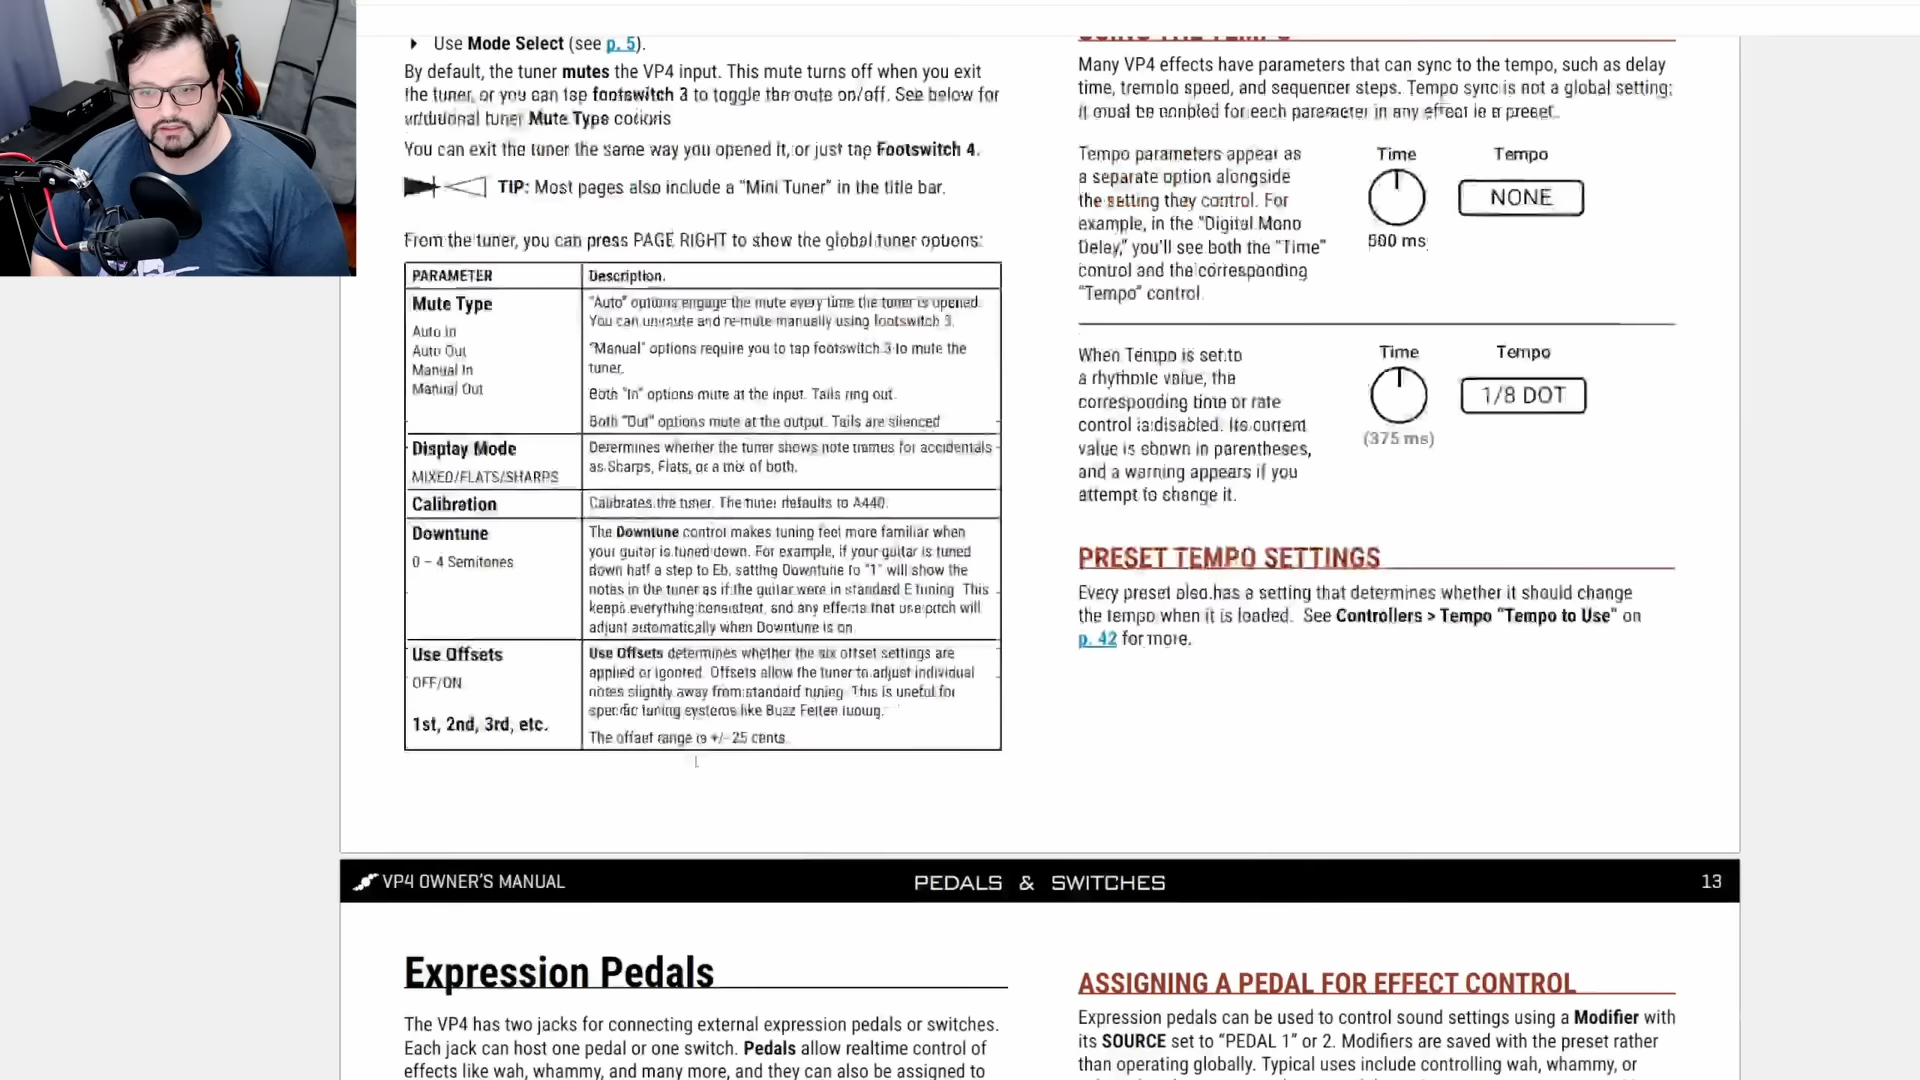 Use Mode Select (see p. 5).
By default, the tuner mutes the VP4 input. This mute turns off when you exit
the tuner, or you can tap footswitch 3 to toggle the mute on/off. See below for
additional tuner Mute Type options
You can exit the tuner the same way you opened it, or just tap Footswitch 4.
TIP: Most pages also include a “Mini Tuner” in the title bar.
From the tuner, you can press PAGE RIGHT to show the global tuner options:
PARAMETER Description.
Mute Type
Auto In
Auto Out
Manual In
Manual Out
"Auto" options engage the mute every time the tuner is opened.
You can unmute and re-mute manually using footswitch 3.
"Manual" options require you to tap footswitch 3 to mute the
tuner.
Both "In" options mute at the input. Tails ring out.
Both "Out" options mute at the output. Tails are silenced
Display Mode
MIXED/FLATS/SHARPS
Determines whether the tuner shows note names for accidentals
as Sharps, Flats, or a mix of both.
Calibration
Calibrates the tuner. The tuner defaults to A440.
Downtune
0 – 4 Semitones
The Downtune control makes tuning feel more familiar when
your guitar is tuned down. For example, if your guitar is tuned
down half a step to Eb, setting Downtune to "1" will show the
notes in the tuner as if the guitar were in standard E tuning. This
keeps everything consistent, and any effects that use pitch will
adjust automatically when Downtune is on
Use Offsets
OFF/ON
1st, 2nd, 3rd, etc.
Use Offsets determines whether the six offset settings are
applied or ignored. Offsets allow the tuner to adjust individual
notes slightly away from standard tuning. This is useful for
specific tuning systems like Buzz Feiten tuning.
The offset range is +/- 25 cents.
USING THE TEMPO
Many VP4 effects have parameters that can sync to the tempo, such as delay
time, tremolo speed, and sequencer steps. Tempo sync is not a global setting;
it must be enabled for each parameter in any effect in a preset.
Tempo parameters appear as
a separate option alongside
the setting they control. For
example, in the "Digital Mono
Delay," you'll see both the "Time"
control and the corresponding
"Tempo" control
Time Tempo
NONE
500 ms
When Tempo is set to
a rhythmic value, the
corresponding time or rate
control is disabled. Its current
value is shown in parentheses,
and a warning appears if you
attempt to change it.
Time Tempo
1/8 DOT
(375 ms)
PRESET TEMPO SETTINGS
Every preset also has a setting that determines whether it should change
the tempo when it is loaded. See Controllers > Tempo "Tempo to Use" on
p. 42 for more.
VP4 OWNER'S MANUAL PEDALS & SWITCHES 13
Expression Pedals
The VP4 has two jacks for connecting external expression pedals or switches.
Each jack can host one pedal or one switch. Pedals allow realtime control of
effects like wah, whammy, and many more, and they can also be assigned to
ASSIGNING A PEDAL FOR EFFECT CONTROL
Expression pedals can be used to control sound settings using a Modifier with
its SOURCE set to "PEDAL 1" or 2. Modifiers are saved with the preset rather
than operating globally. Typical uses include controlling wah, whammy, or